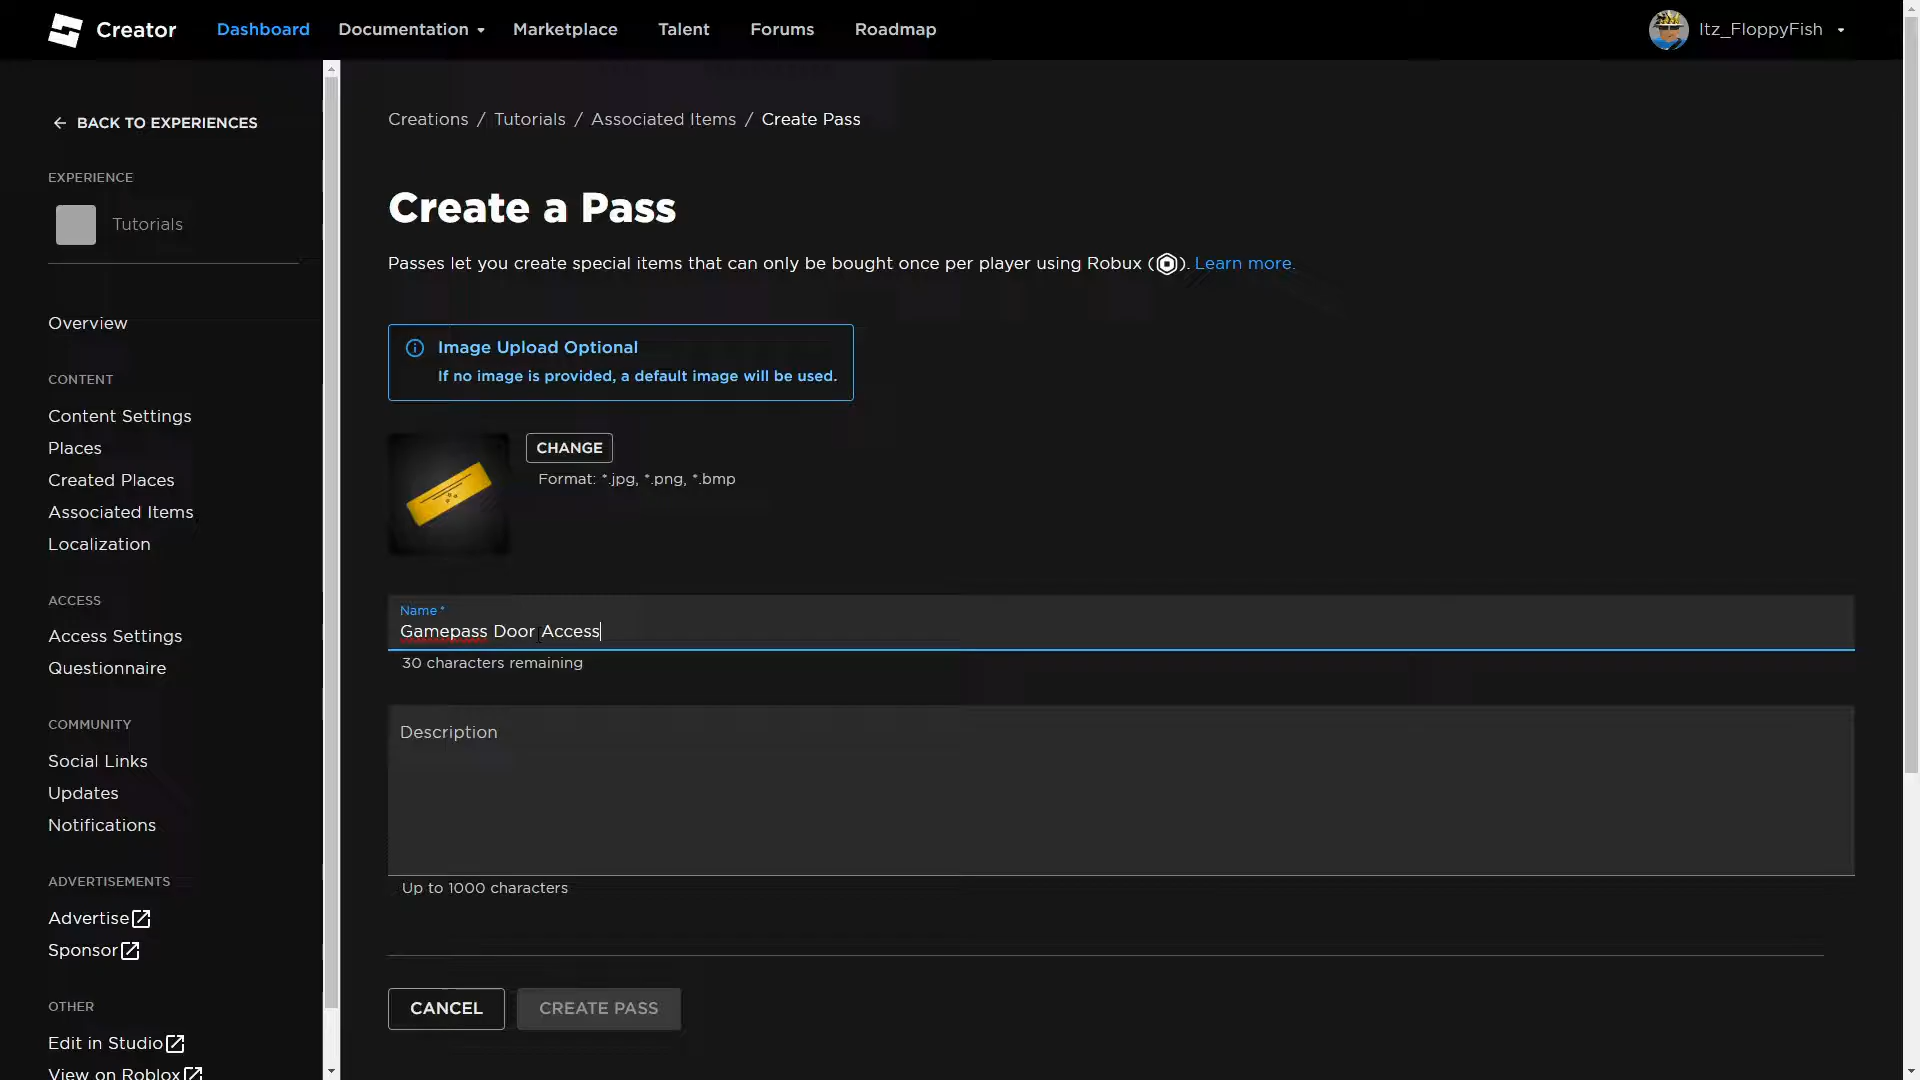 Creator Dashboard Documentation Marketplace Talent Forums Roadmap Itz_FloppyFish
BACK TO EXPERIENCES
EXPERIENCE
Tutorials
Overview
CONTENT
Content Settings
Places
Created Places
Associated Items
Localization
ACCESS
Access Settings
Questionnaire
COMMUNITY
Social Links
Updates
Notifications
ADVERTISEMENTS
Advertise
Sponsor
OTHER
Edit in Studio
View on Roblox
Creations / Tutorials / Associated Items / Create Pass
Create a Pass
Passes let you create special items that can only be bought once per player using Robux ( ). Learn more.
Image Upload Optional
If no image is provided, a default image will be used.
CHANGE
Format: *.jpg, *.png, *.bmp
Name *
Gamepass Door Access
30 characters remaining
Description
Up to 1000 characters
CANCEL CREATE PASS